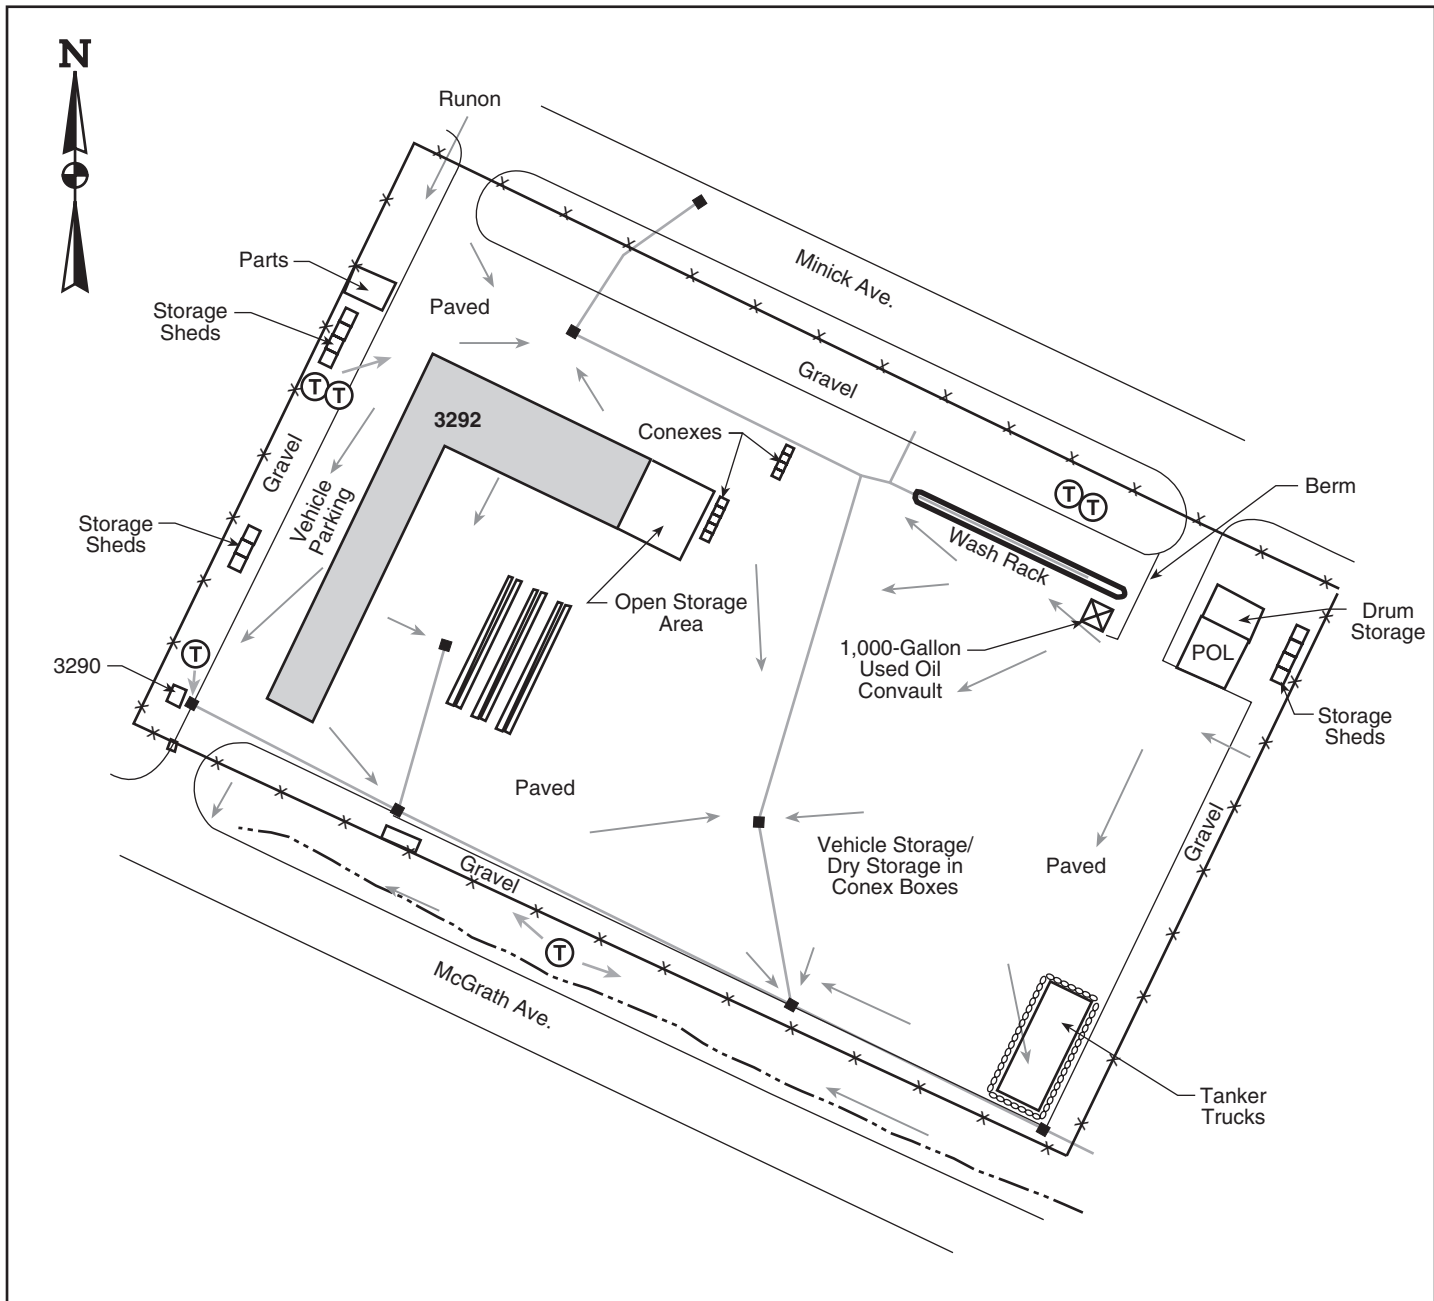 N
Runon
Minick Ave.
Parts
Paved
Storage
Sheds
Gravel
T
T
3292
Conexes
Gravel
Vehicle
Parking
T
T
Berm
Storage
Sheds
Wash Rack
Open Storage
Area
Drum
Storage
1,000-Gallon
Used Oil
Convault
POL
T
3290
Storage
Sheds
Paved
Gravel
Vehicle Storage/
Dry Storage in
Conex Boxes
Paved
Gravel
T
McGrath Ave.
Tanker
Trucks